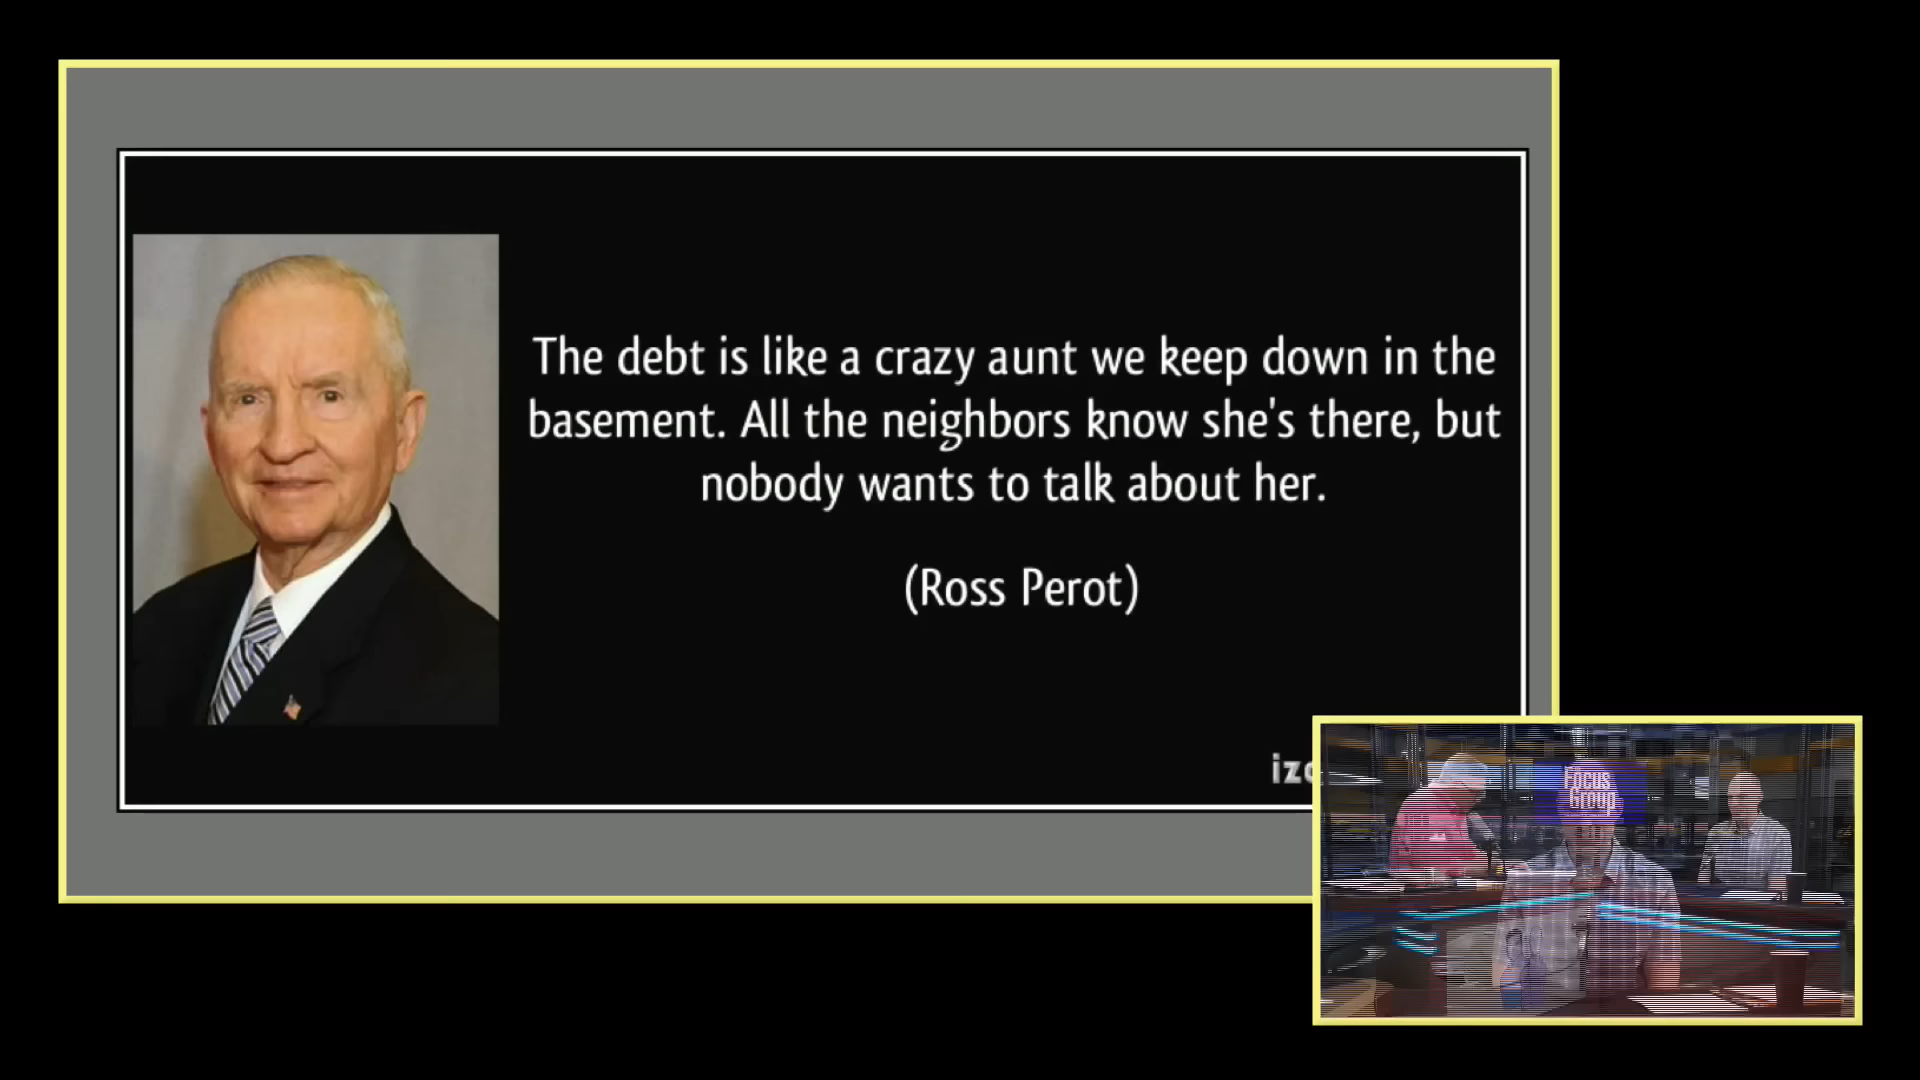 The debt is like a crazy aunt we keep down in the
basement. All the neighbors know she's there, but
nobody wants to talk about her.
(Ross Perot)
Focus
Group